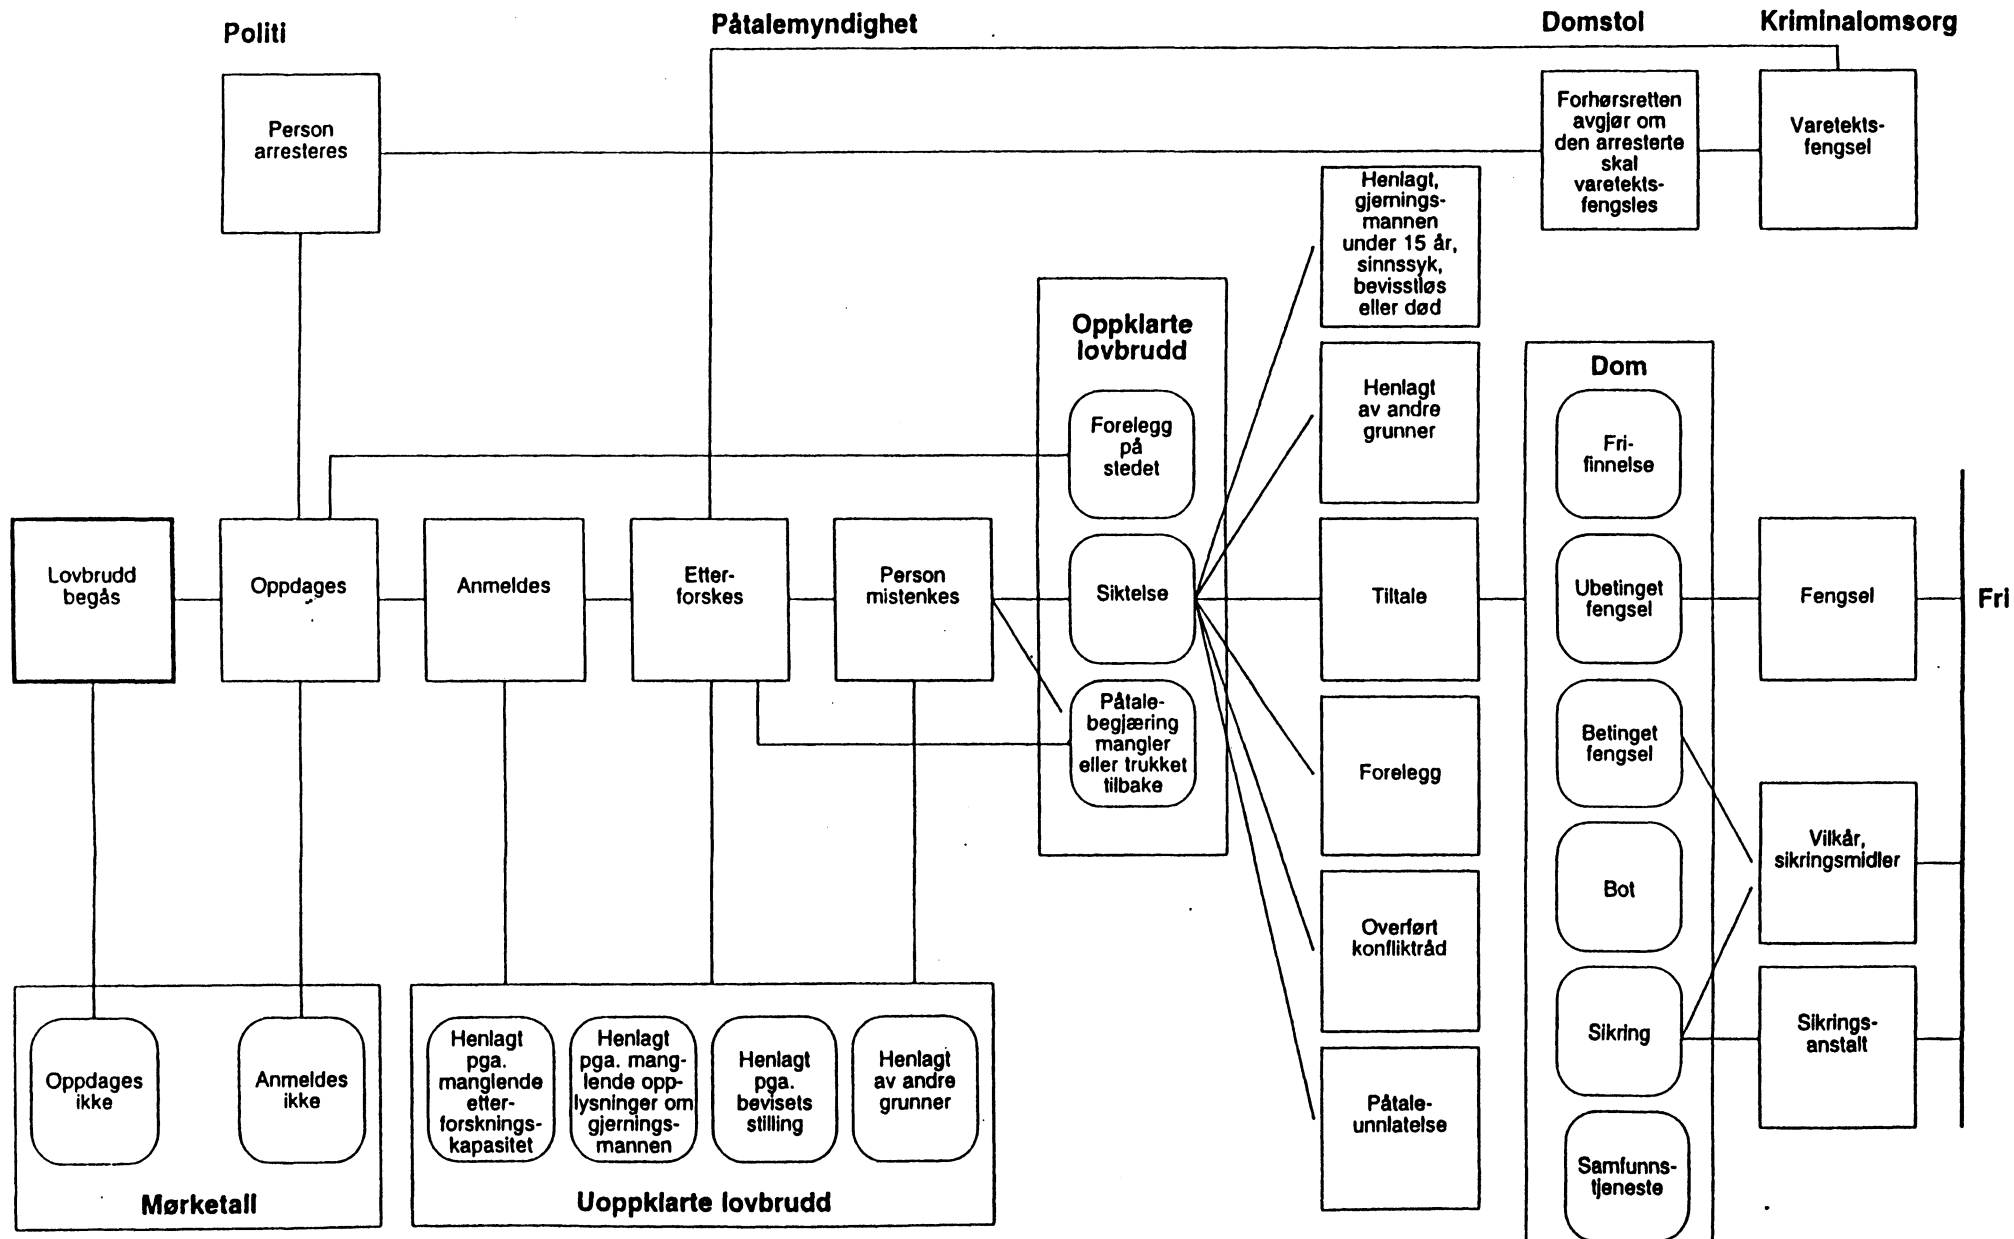 Politi
Påtalemyndighet
Domstol
Kriminalomsorg
Person
arresteres
Forhørsretten
avgjør om
den arresterte
skal
varetekts-
fengsles
Varetekts-
fengsel
Henlagt,
gjernings-
mannen
under 15 år,
sinnssyk,
bevisstløs
eller død
Henlagt
av andre
grunner
Oppklarte
lovbrudd
Forelegg
på
stedet
Siktelse
Påtale-
begjæring
mangler
eller trukket
tilbake
Lovbrudd
begås
Oppdages
Anmeldes
Etter-
forskes
Person
mistenkes
Tiltale
Forelegg
Overført
konfliktråd
Påtale-
unnlatelse
Dom
Fri-
finnelse
Ubetinget
fengsel
Betinget
fengsel
Bot
Sikring
Samfunns-
tjeneste
Fengsel
Vilkår,
sikringsmidler
Sikrings-
anstalt
Fri
Oppdages
ikke
Anmeldes
ikke
Mørketall
Henlagt
pga.
manglende
etter-
forsknings-
kapasitet
Henlagt
pga. mang-
lende opp-
lysninger om
gjernings-
mannen
Henlagt
pga.
bevisets
stilling
Henlagt
av andre
grunner
Uoppklarte lovbrudd